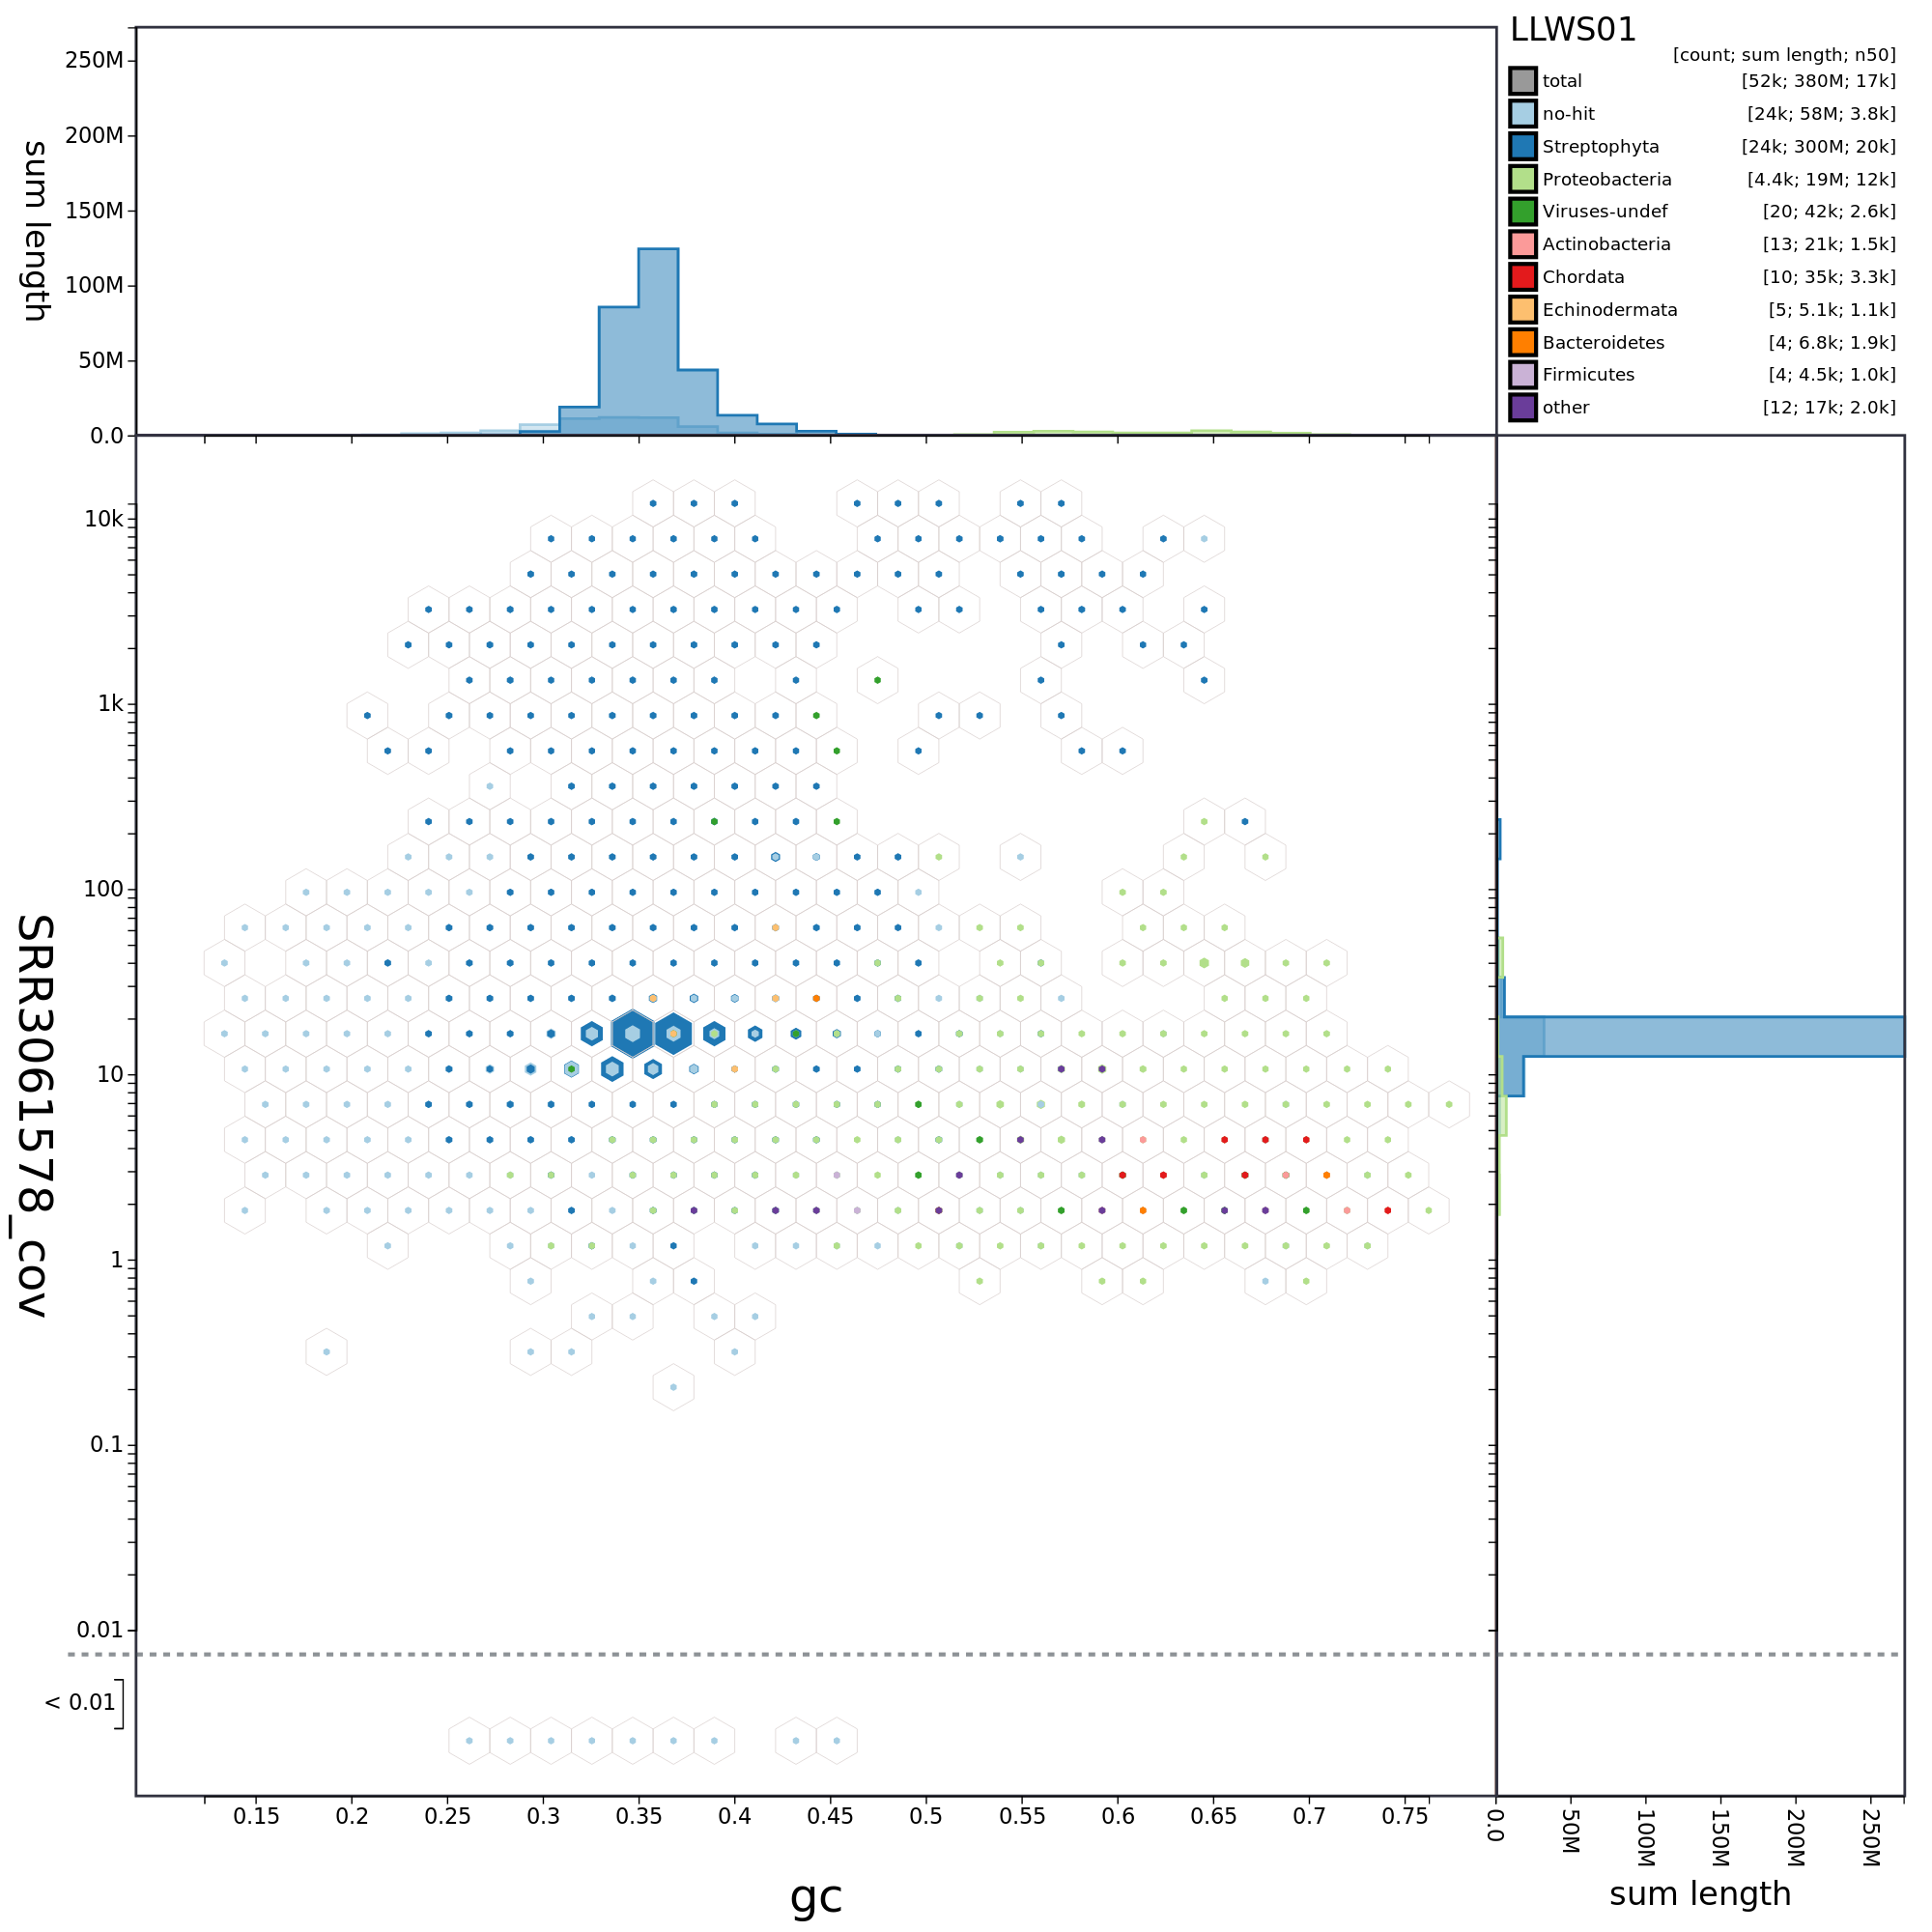 LLWS01
[count; sum length; n50]
total [52k; 380M; 17k]
no-hit [24k; 58M; 3.8k]
Streptophyta [24k; 300M; 20k]
Proteobacteria [4.4k; 19M; 12k]
Viruses-undef [20; 42k; 2.6k]
Actinobacteria [13; 21k; 1.5k]
Chordata [10; 35k; 3.3k]
Echinodermata [5; 5.1k; 1.1k]
Bacteroidetes [4; 6.8k; 1.9k]
Firmicutes [4; 4.5k; 1.0k]
other [12; 17k; 2.0k]
sum length
250M
200M
150M
100M
50M
0.0
SRR3061578_cov
10k
1k
100
10
1
0.1
0.01
< 0.01
0.15 0.2 0.25 0.3 0.35 0.4 0.45 0.5 0.55 0.6 0.65 0.7 0.75
gc
0.0 50M 100M 150M 200M 250M
sum length